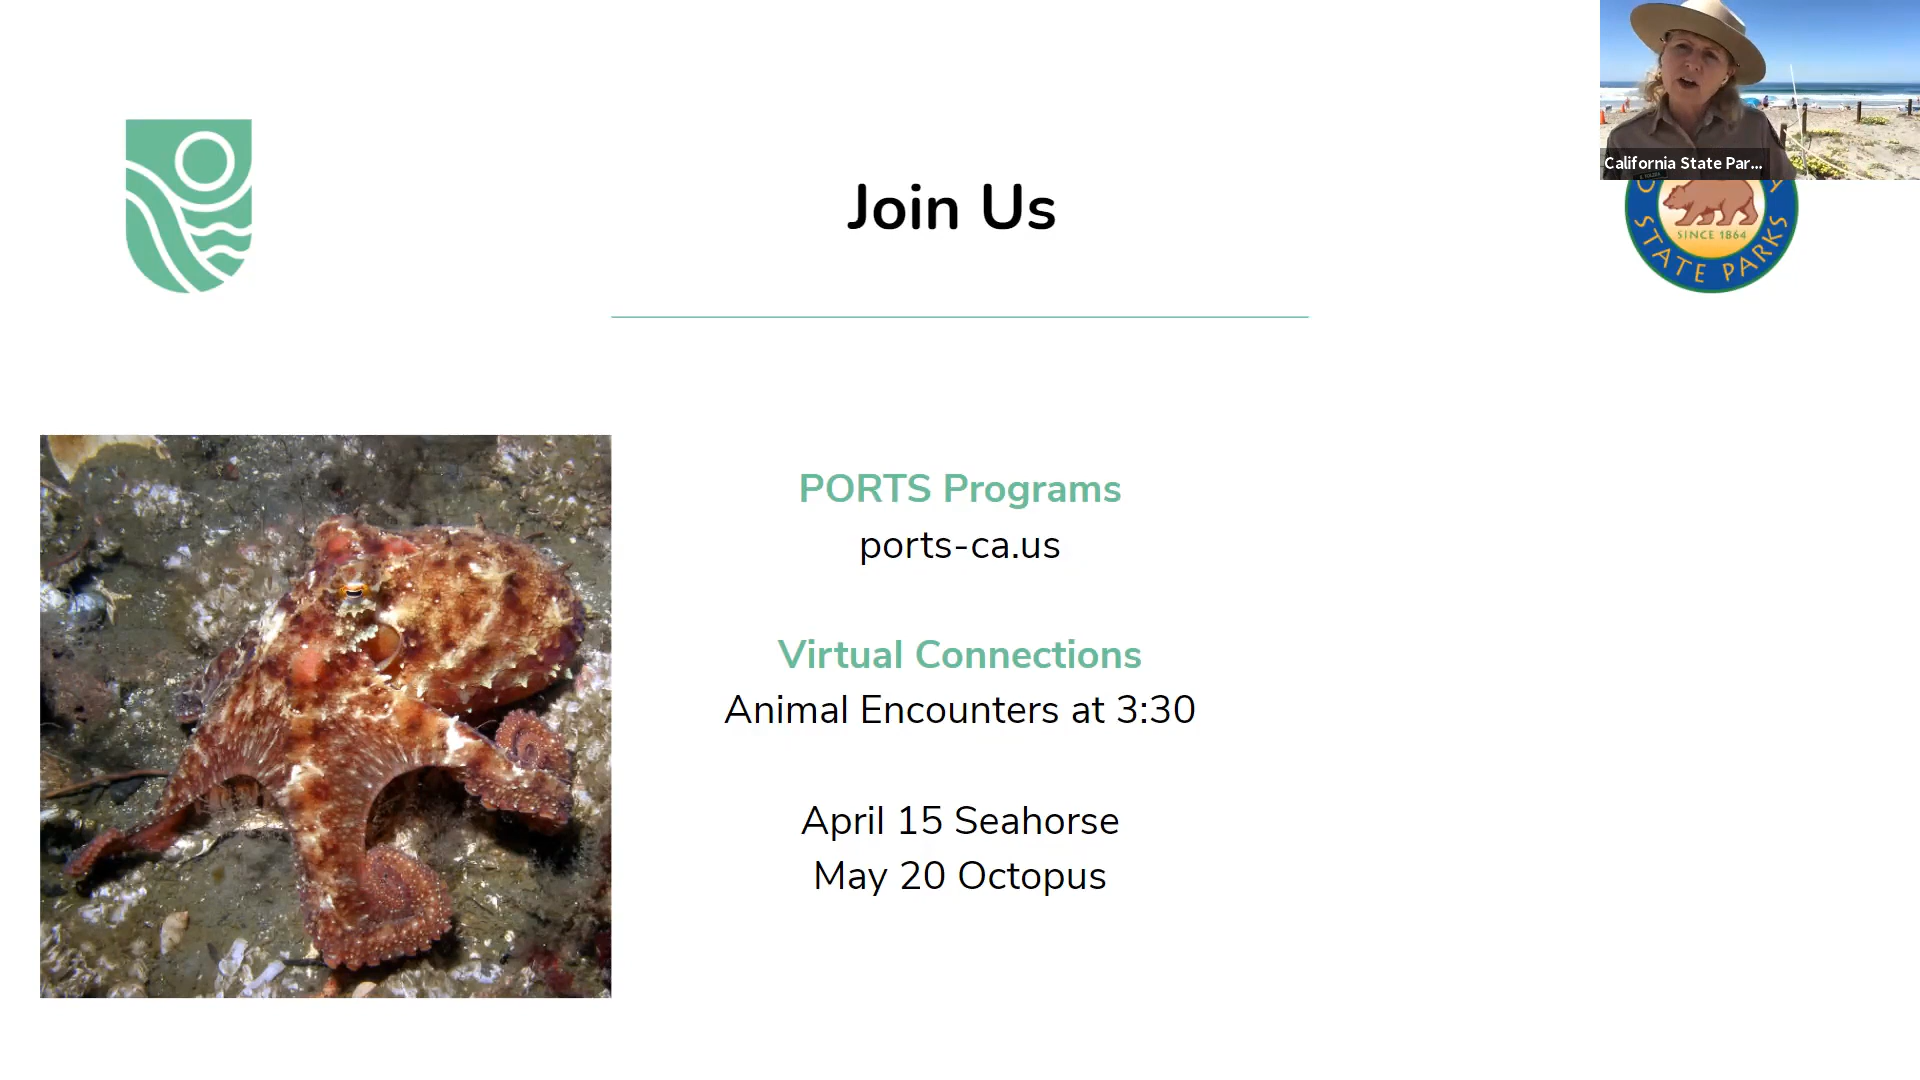 California State Par...
Join Us
SINCE 1864
STATE PARKS
PORTS Programs
ports-ca.us
Virtual Connections
Animal Encounters at 3:30
April 15 Seahorse
May 20 Octopus